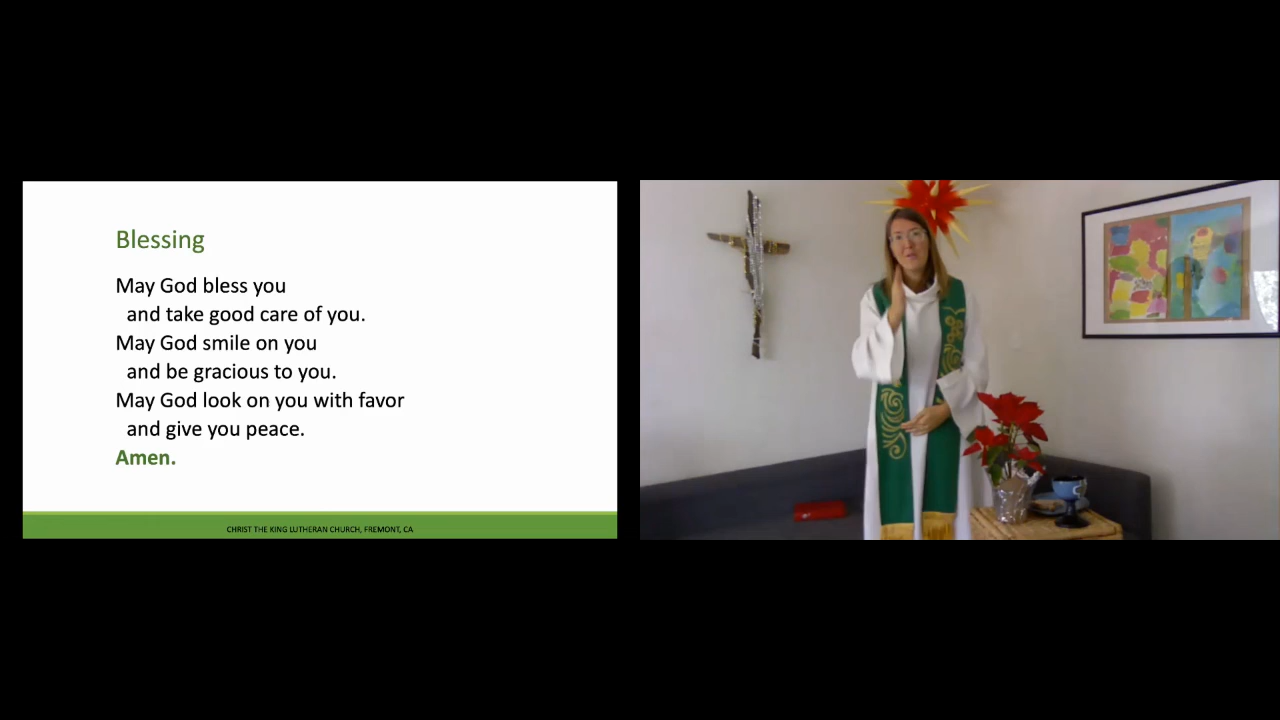 Blessing
May God bless you
and take good care of you.
May God smile on you
and be gracious to you.
May God look on you with favor
and give you peace.
Amen.
CHRIST THE KING LUTHERAN CHURCH, FREMONT, CA